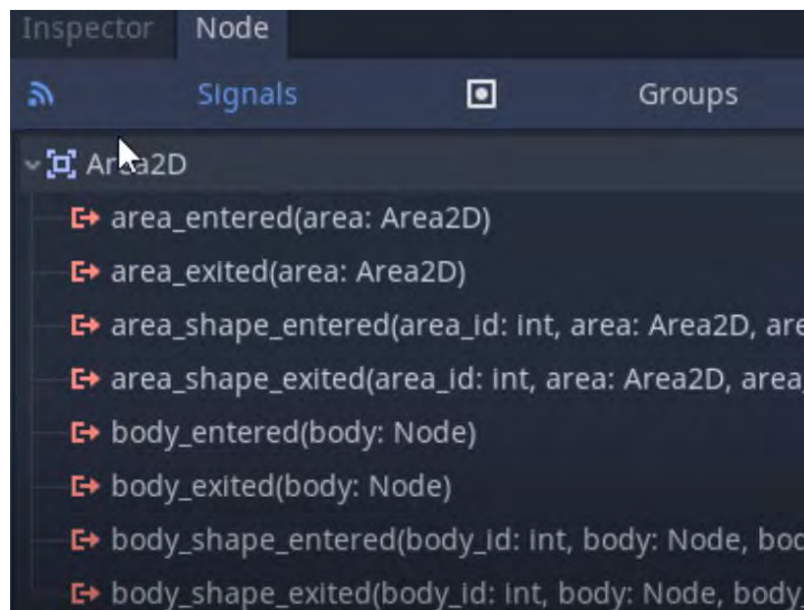 Inspector Node
Signals Groups
Area2D
area_entered(area: Area2D)
area_exited(area: Area2D)
area_shape_entered(area_id: int, area: Area2D, are
area_shape_exited(area_id: int, area: Area2D, area
body_entered(body: Node)
body_exited(body: Node)
body_shape_entered(body_id: int, body: Node, bod
body_shape_exited(body_id: int, body: Node, body